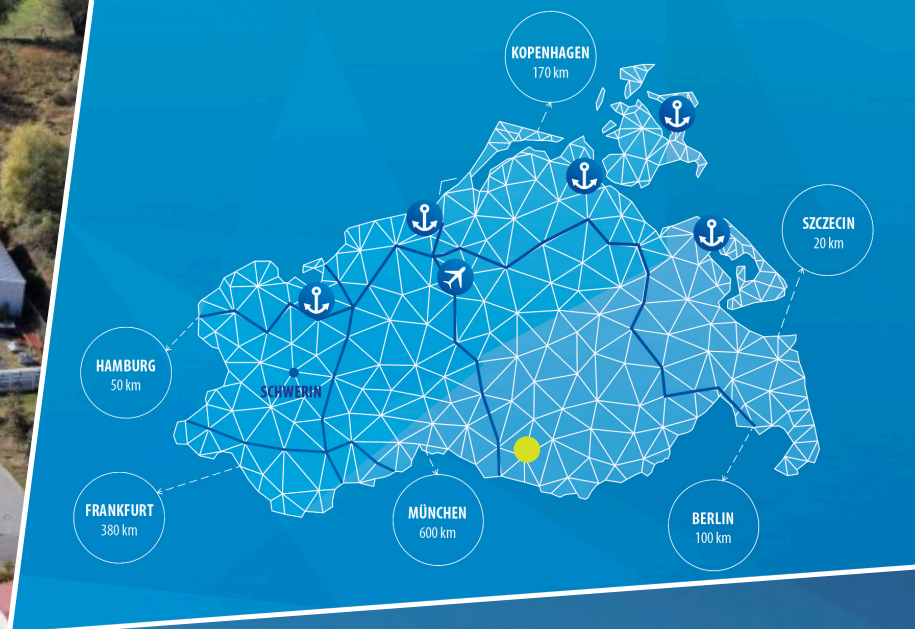 KOPENHAGEN
170 km
SZCZECIN
20 km
HAMBURG
50 km
SCHWERIN
FRANKFURT
380 km
MÜNCHEN
600 km
BERLIN
100 km